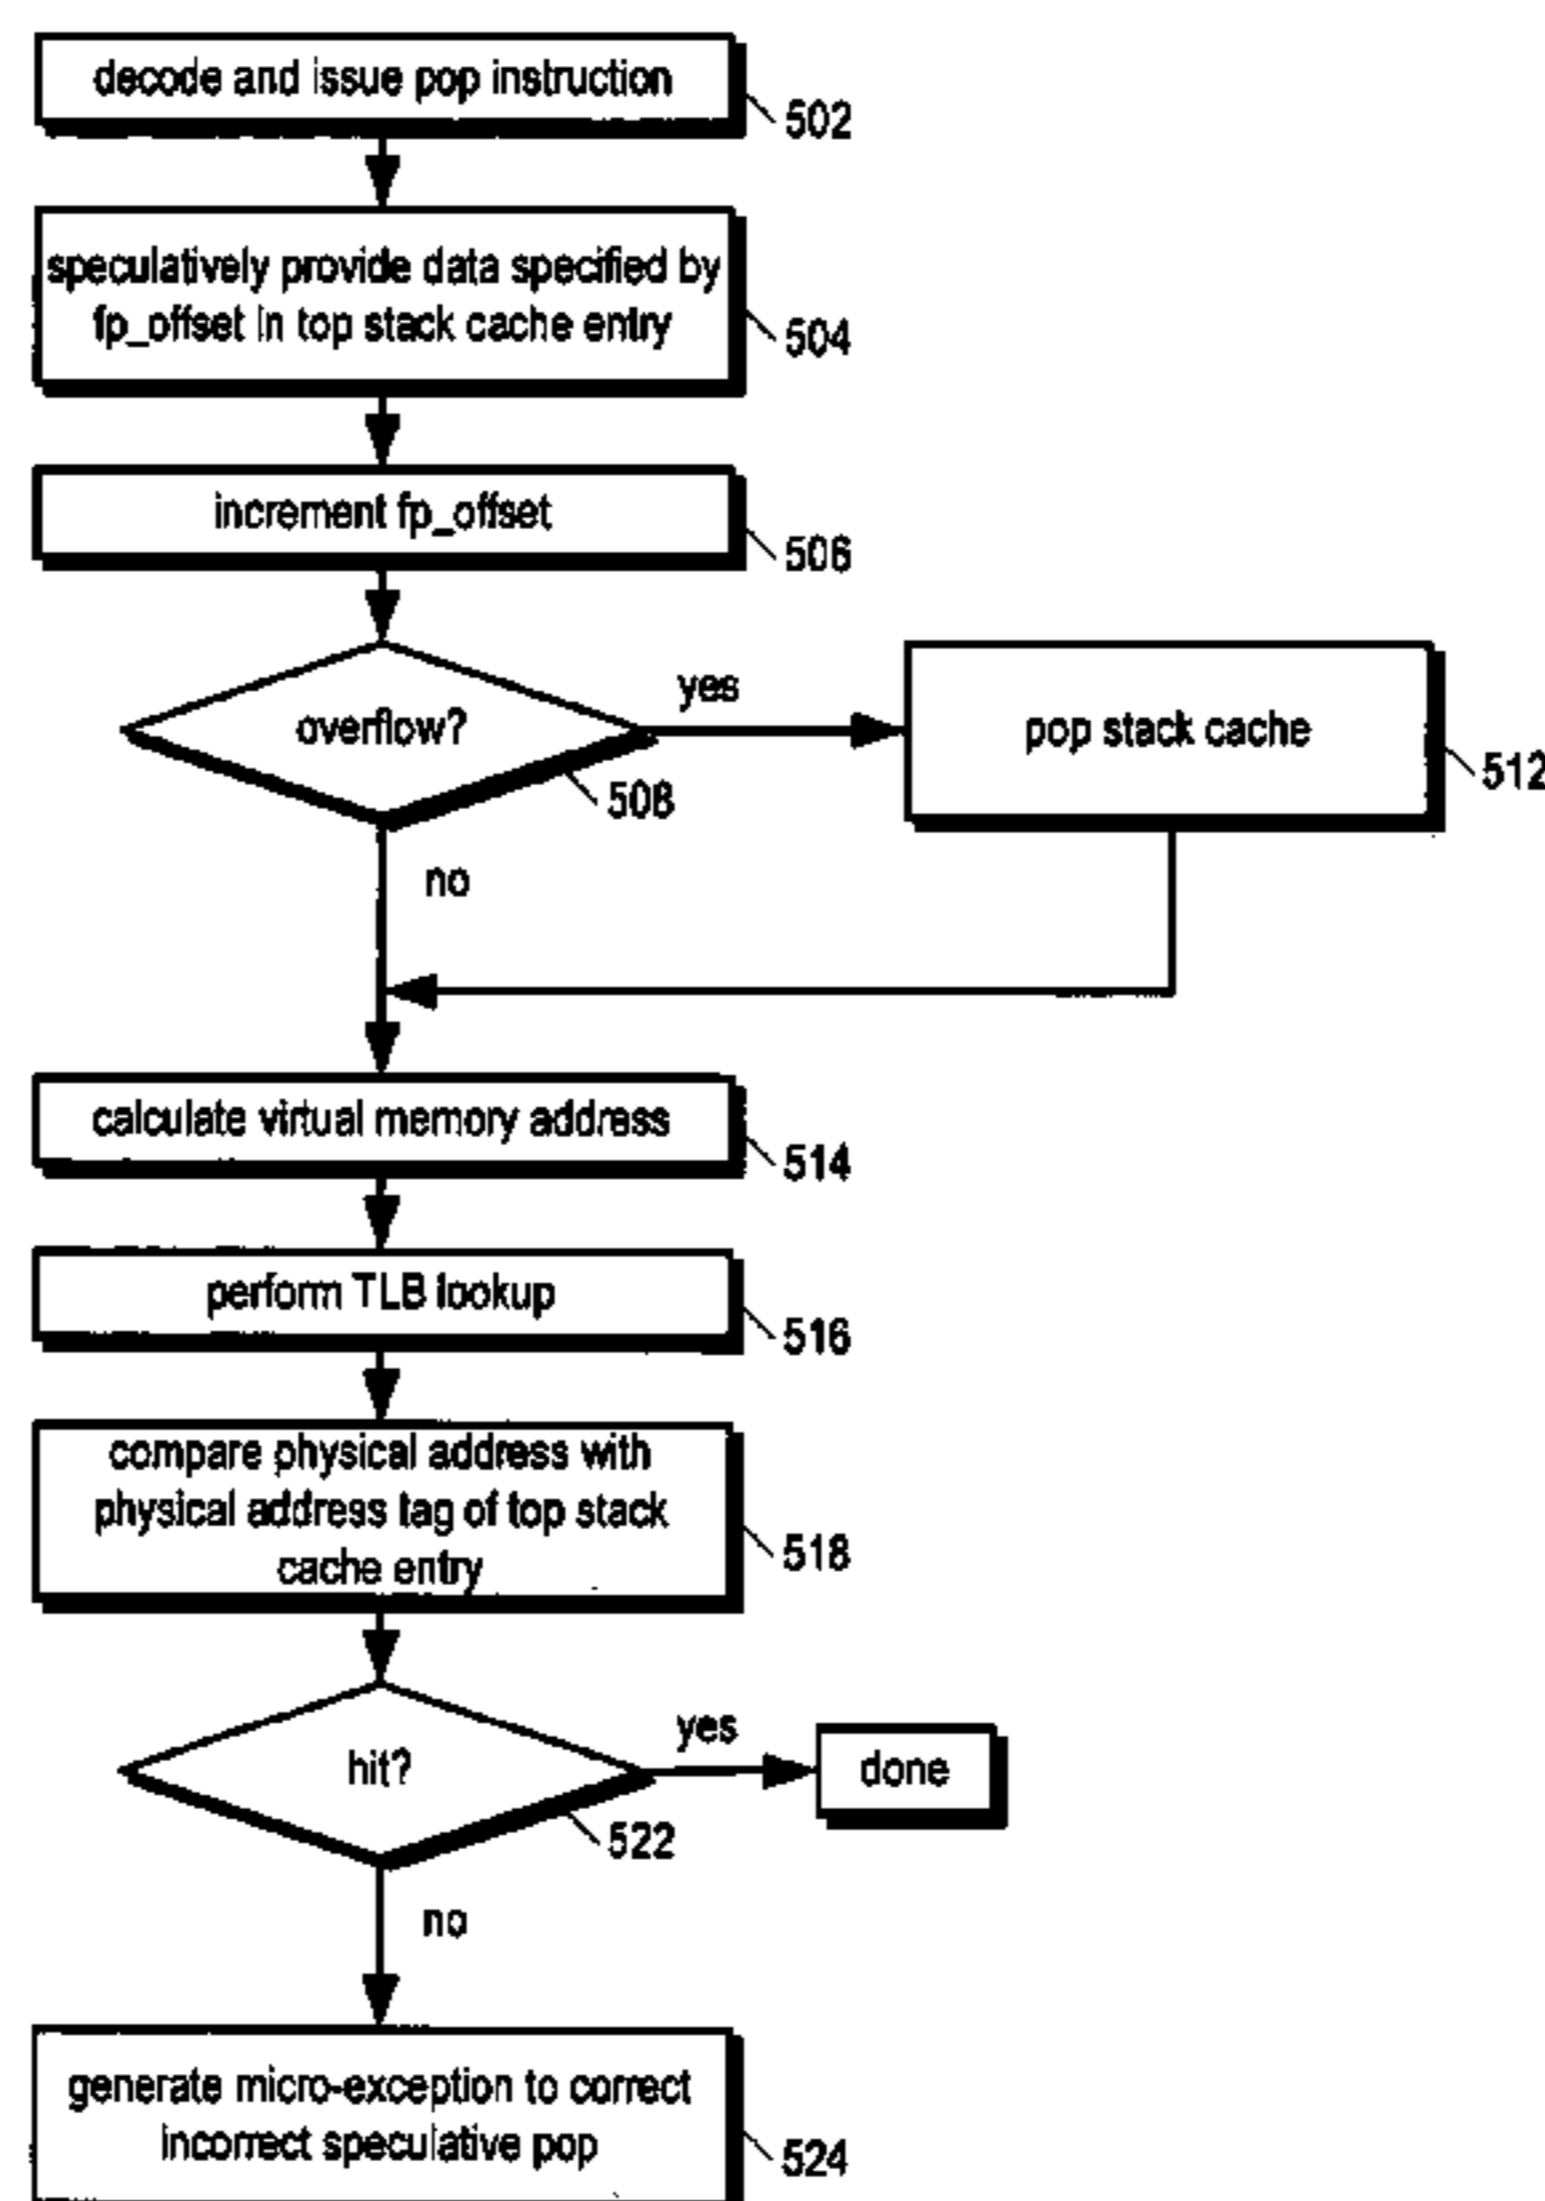 decode and issue pop instruction
502
speculatively provide data specified by
fp_offset in top stack cache entry
504
increment fp_offset
506
overflow?
508
yes
pop stack cache
512
no
calculate virtual memory address
514
perform TLB lookup
516
compare physical address with
physical address tag of top stack
cache entry
518
hit?
522
yes
done
no
generate micro-exception to correct
incorrect speculative pop
524